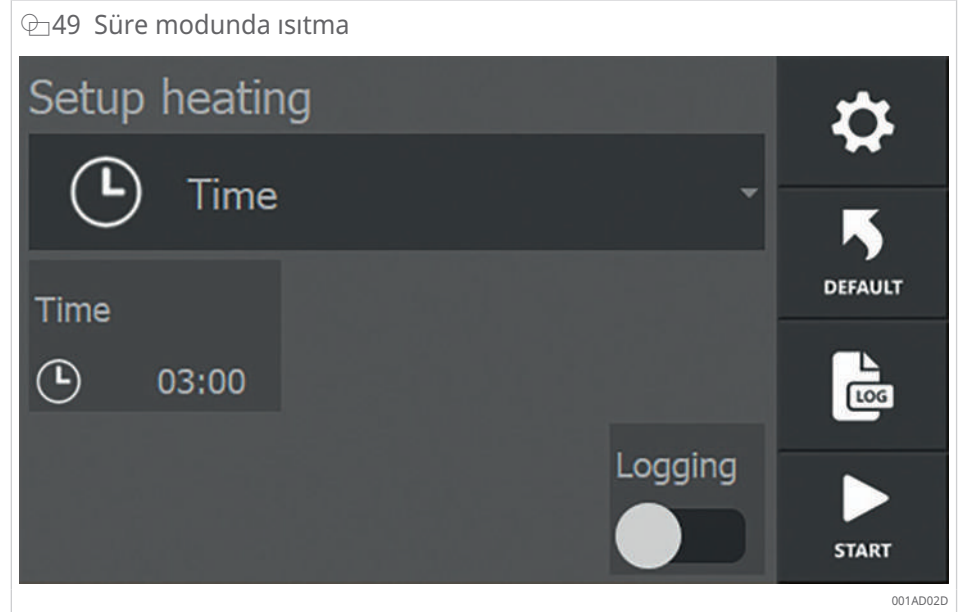 49 Süre modunda ısıtma
Setup heating
Time
DEFAULT
Time
03:00
LOG
Logging
START
001AD02D